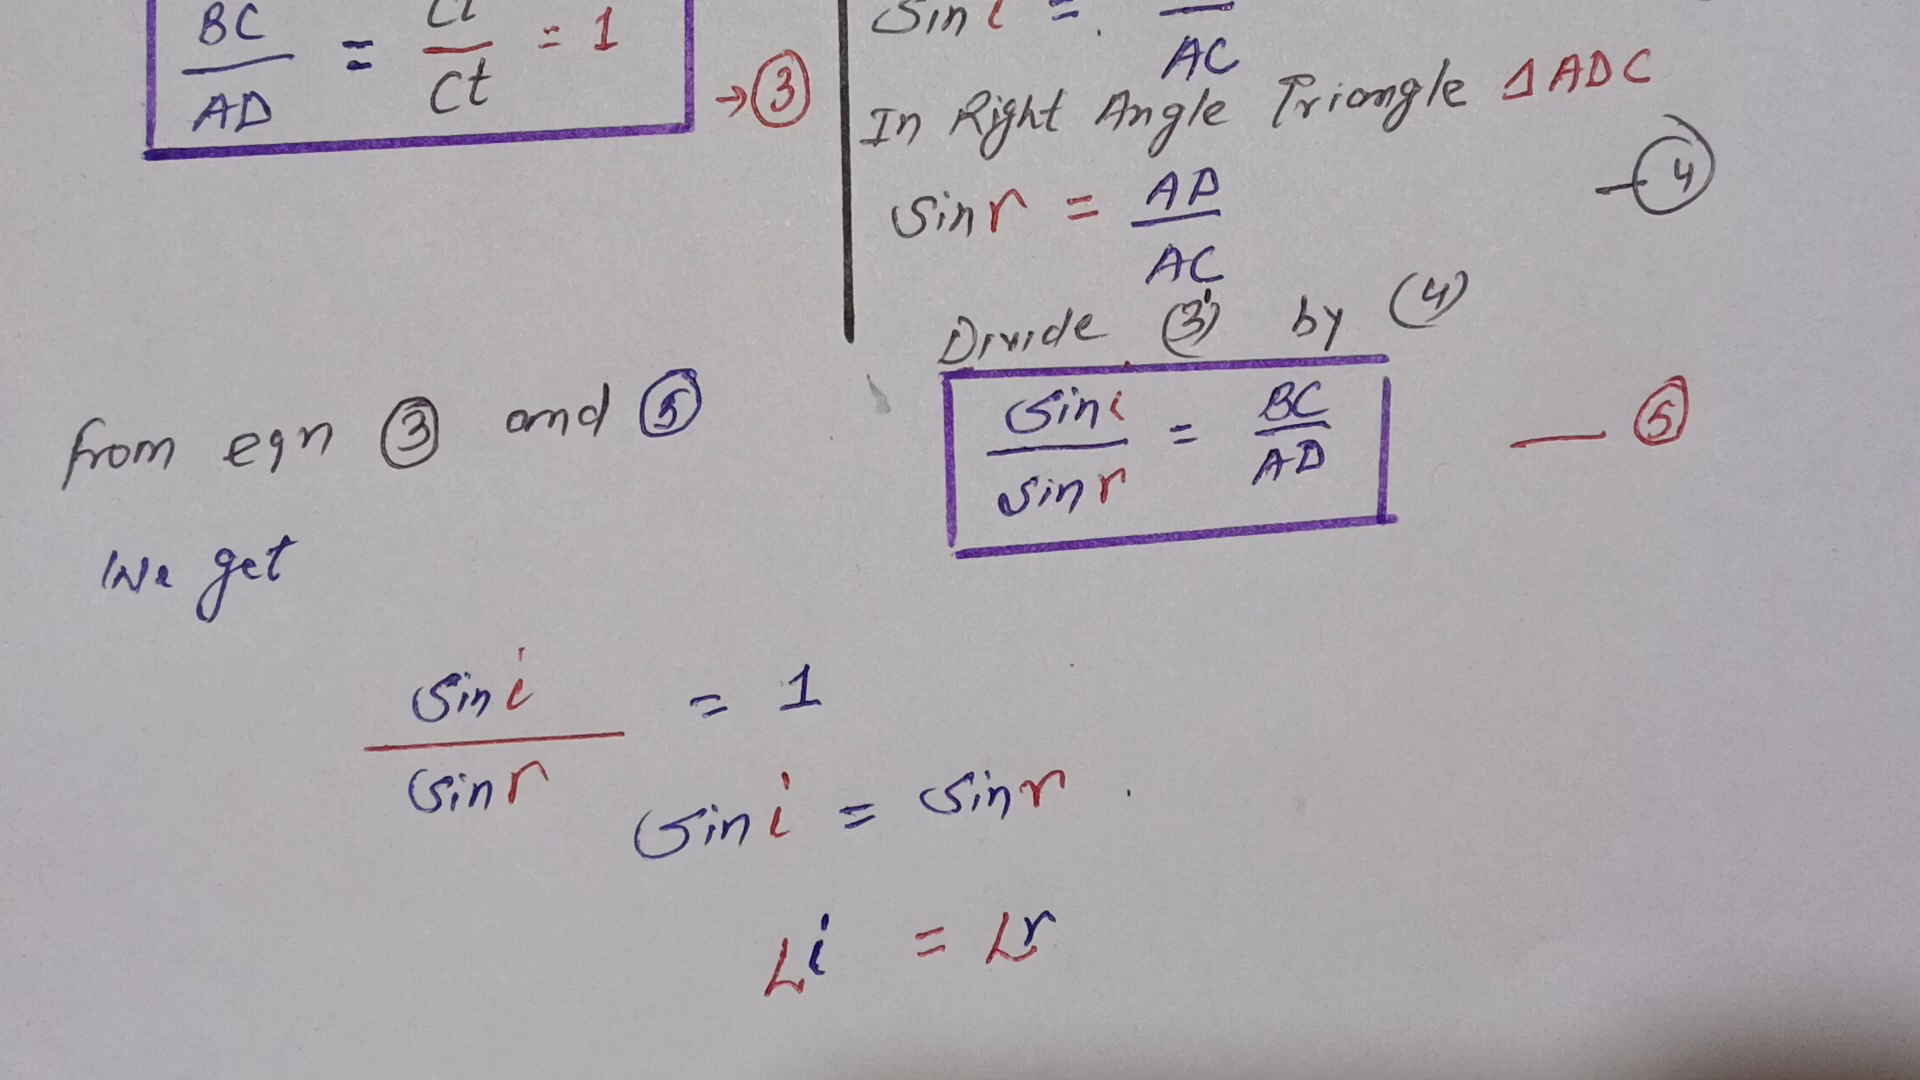 BC/AD = Ct/Ct = 1 → ③
Sin i = /AC
In Right Angle Triangle ΔADC
Sin r = AD/AC — ④
Divide (3') by (4)
Sin i/Sin r = BC/AD — ⑤
from eqn ③ and ⑤
We get
Sin i/Sin r = 1
Sin i = Sin r .
∠i = ∠r